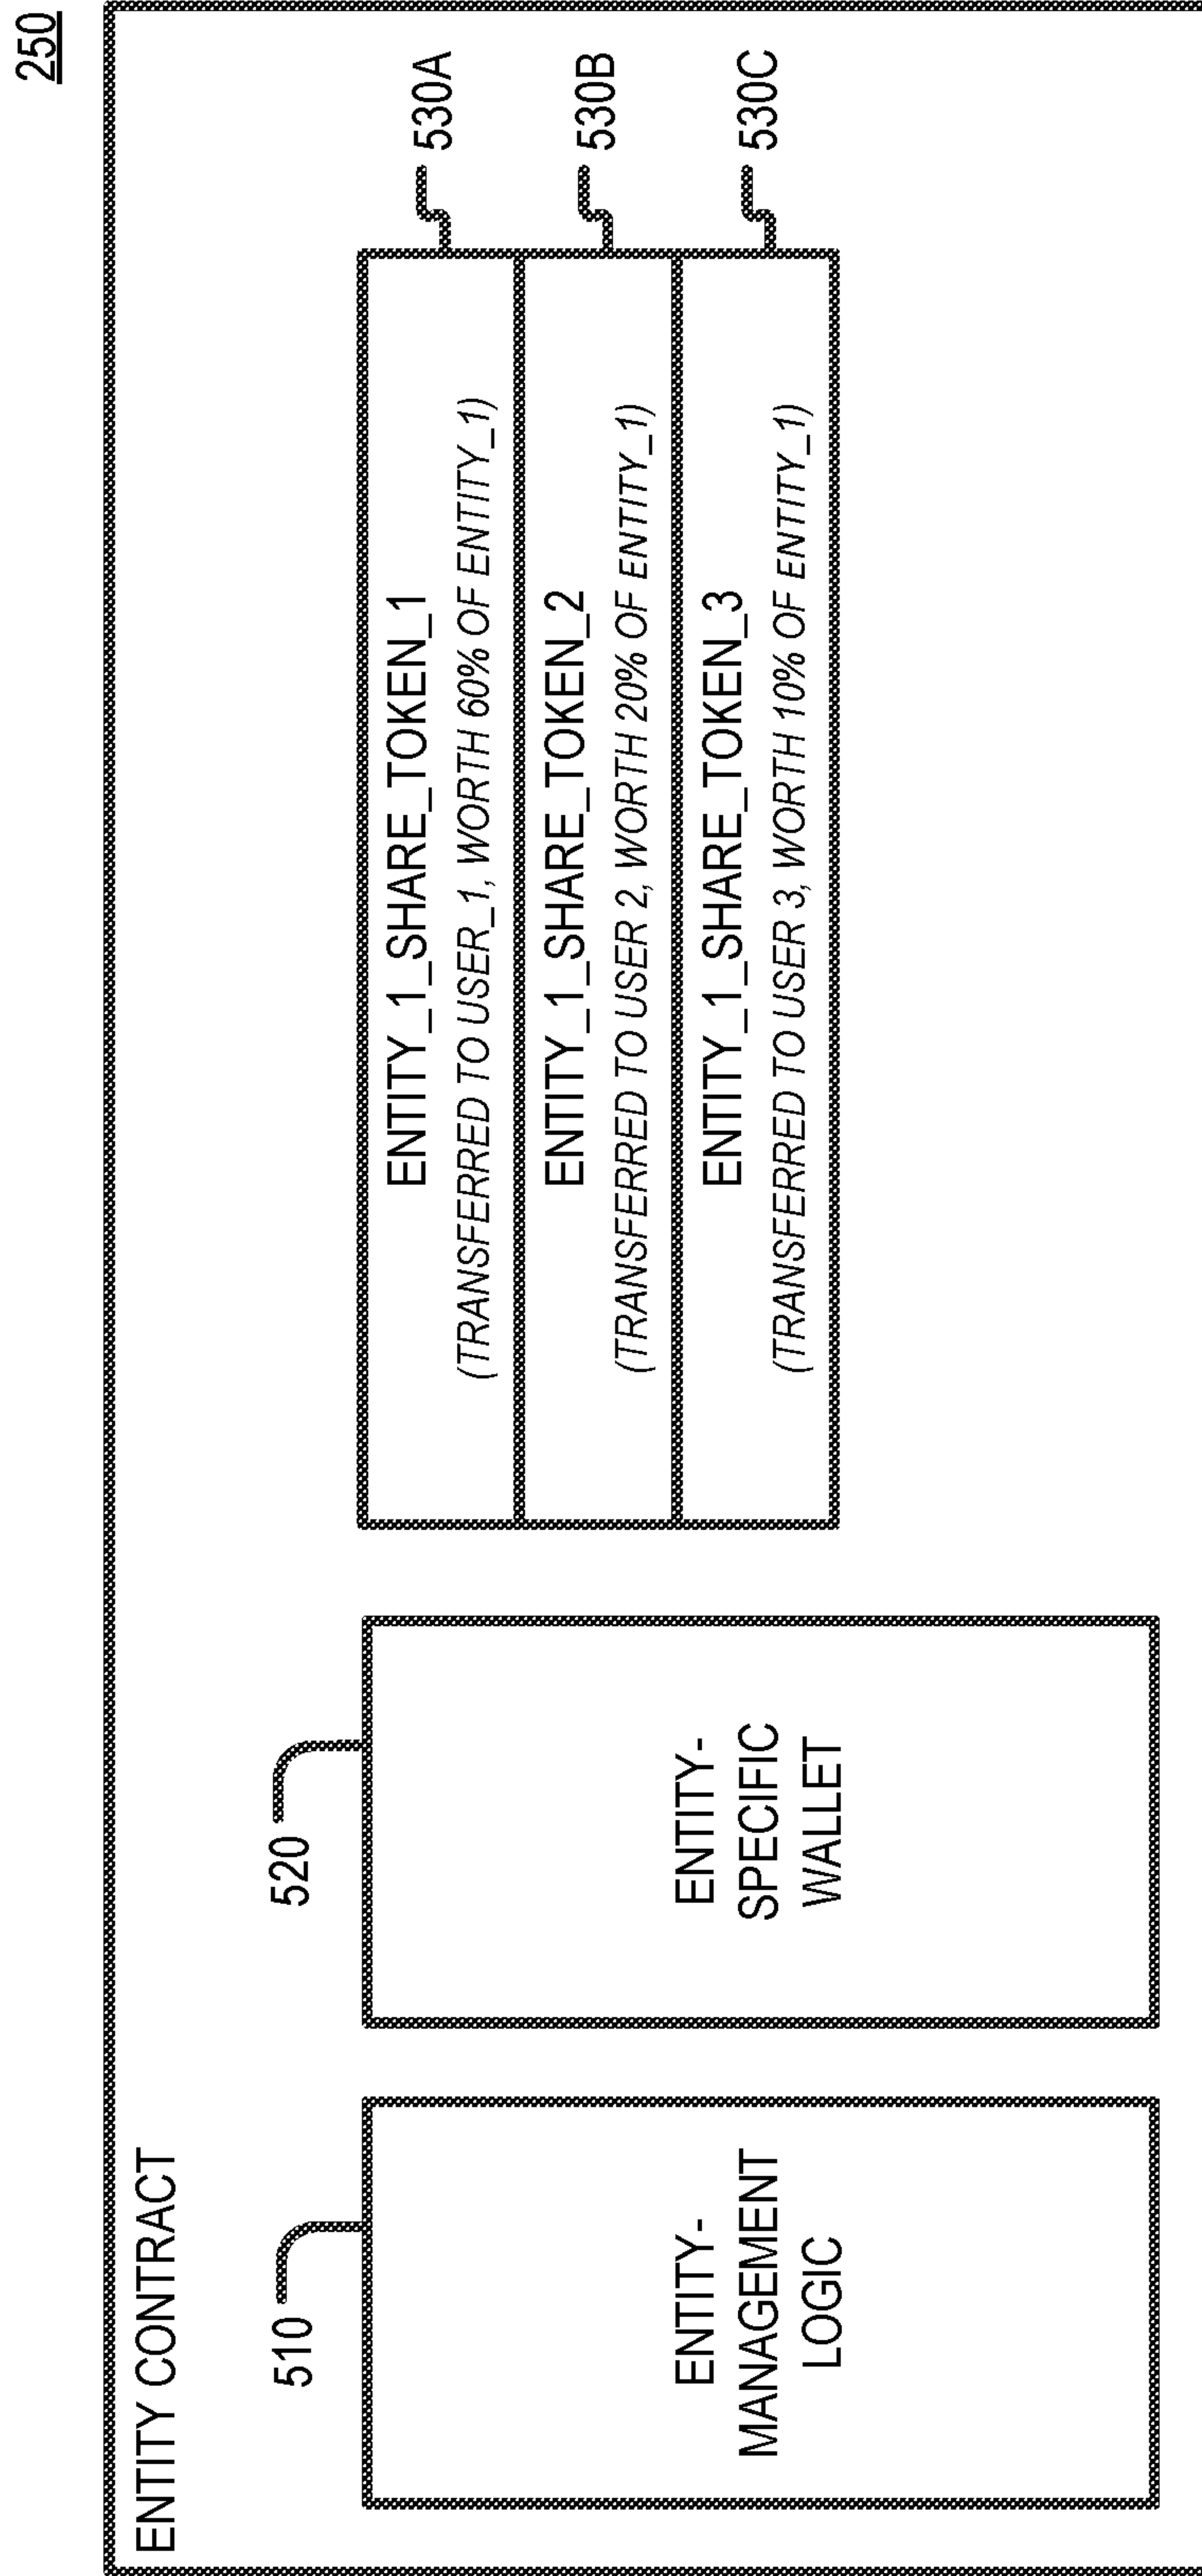 250
ENTITY CONTRACT
510
ENTITY-
MANAGEMENT
LOGIC
520
ENTITY-
SPECIFIC
WALLET
ENTITY_1_SHARE_TOKEN_1
(TRANSFERRED TO USER_1, WORTH 60% OF ENTITY_1)
530A
ENTITY_1_SHARE_TOKEN_2
(TRANSFERRED TO USER 2, WORTH 20% OF ENTITY_1)
530B
ENTITY_1_SHARE_TOKEN_3
(TRANSFERRED TO USER 3, WORTH 10% OF ENTITY_1)
530C